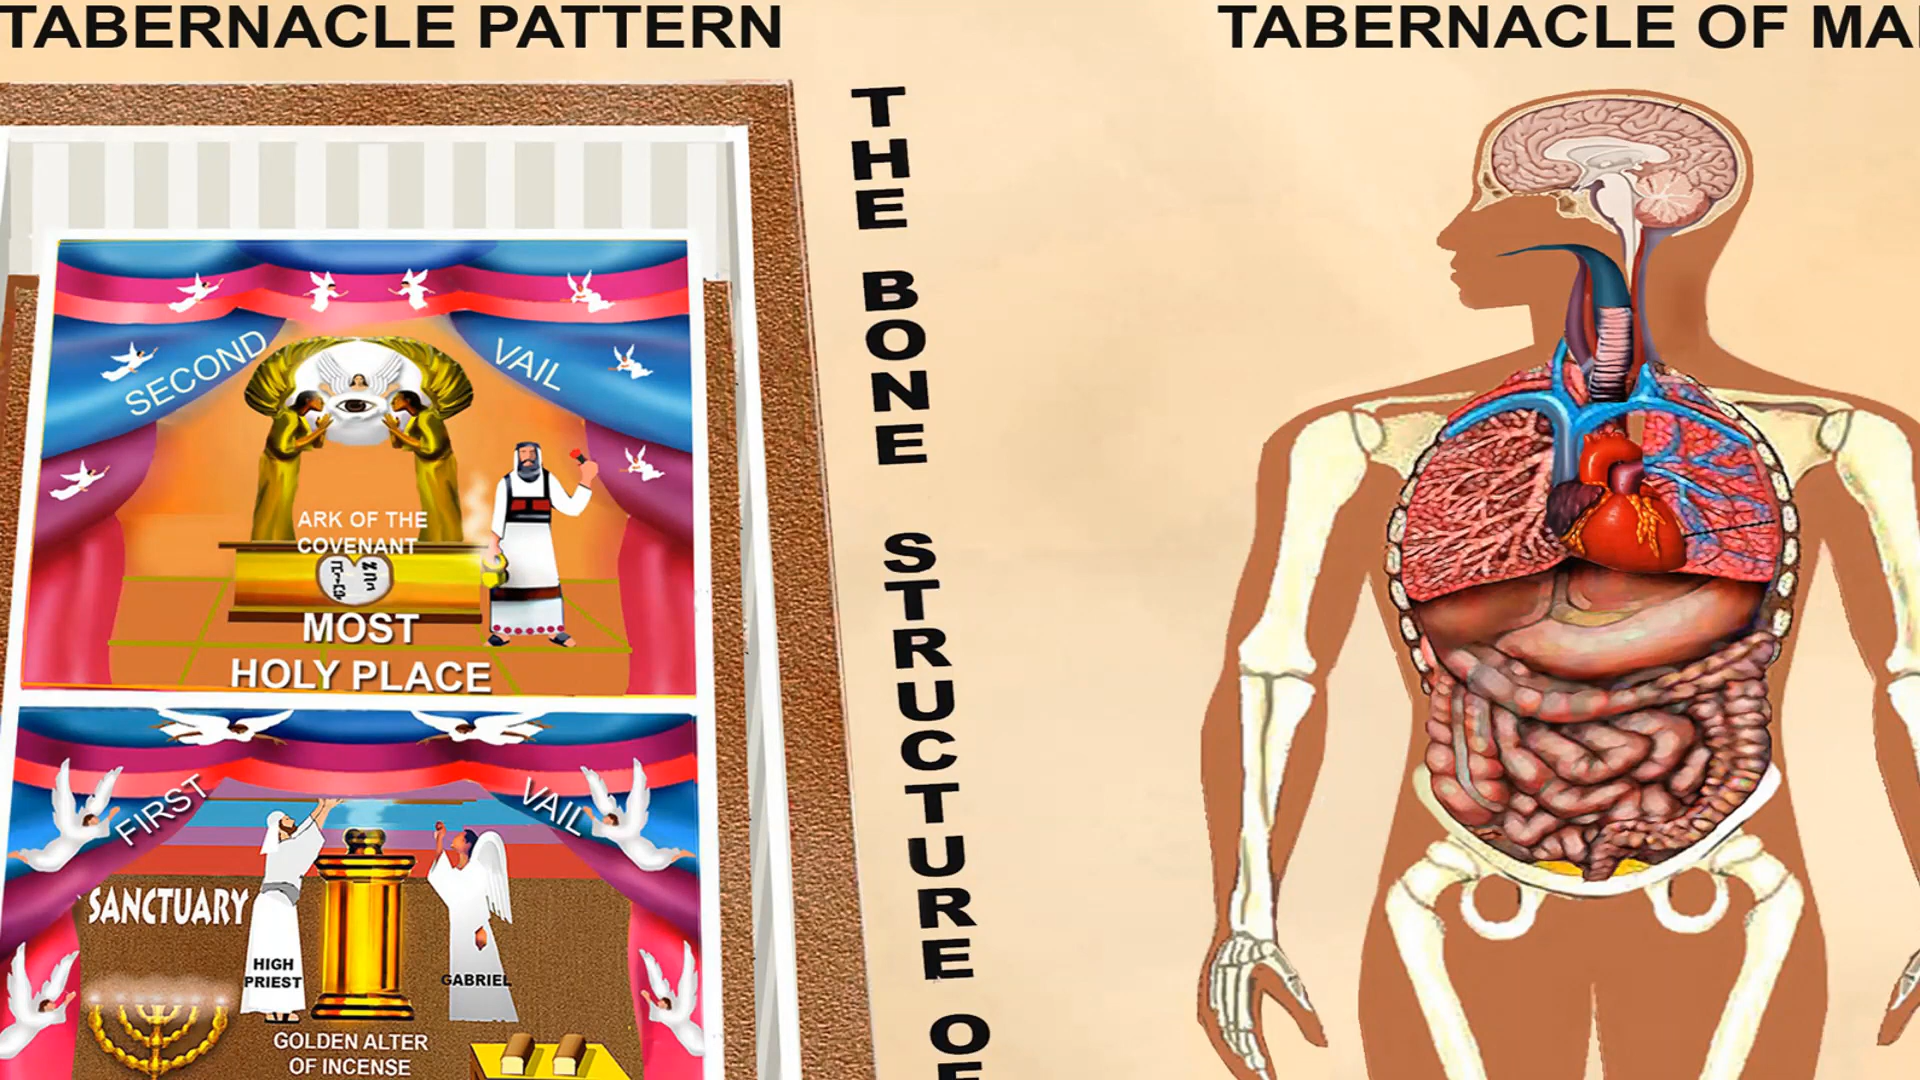 TABERNACLE PATTERN
TABERNACLE OF MA
THE BONE STRUCTURE OF
SECOND VAIL
ARK OF THE
COVENANT
MOST
HOLY PLACE
FIRST VAIL
SANCTUARY
HIGH
PRIEST
GABRIEL
GOLDEN ALTER
OF INCENSE